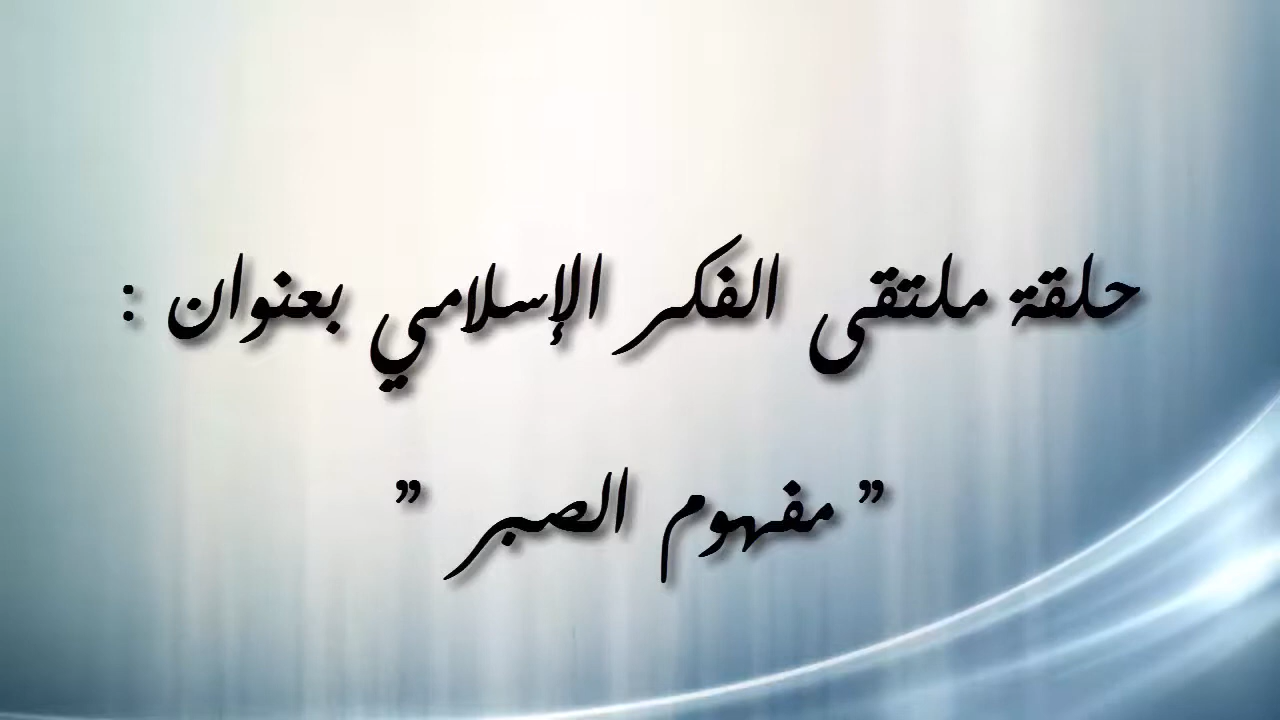 حلقة ملتقى الفكر الإسلامي بعنوان :
” مفهوم الصبر ”